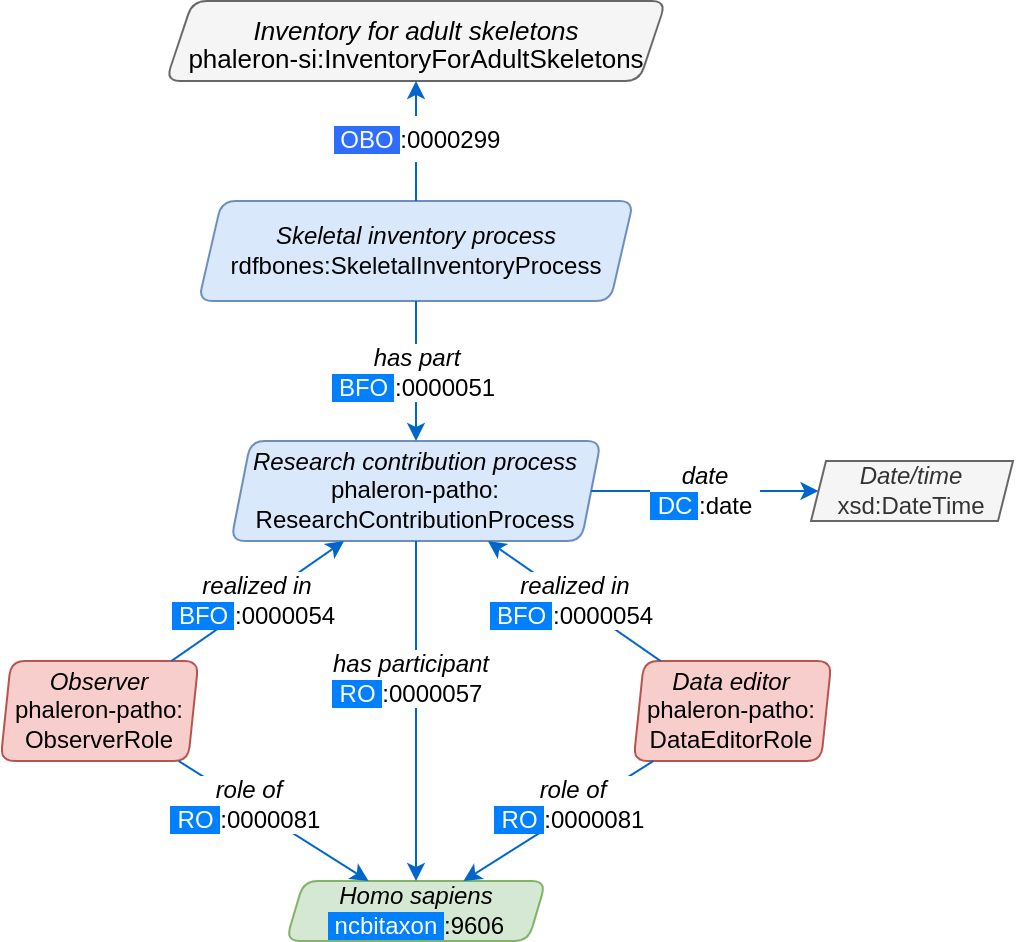 Inventory for adult skeletons
phaleron-si:InventoryForAdultSkeletons
OBO :0000299
Skeletal inventory process
rdfbones:SkeletalInventoryProcess
has part
BFO :0000051
Research contribution process
phaleron-patho:
ResearchContributionProcess
date
DC :date
Date/time
xsd:DateTime
realized in
BFO :0000054
realized in
BFO :0000054
Observer
phaleron-patho:
ObserverRole
has participant
RO :0000057
Data editor
phaleron-patho:
DataEditorRole
role of
RO :0000081
role of
RO :0000081
Homo sapiens
ncbitaxon :9606